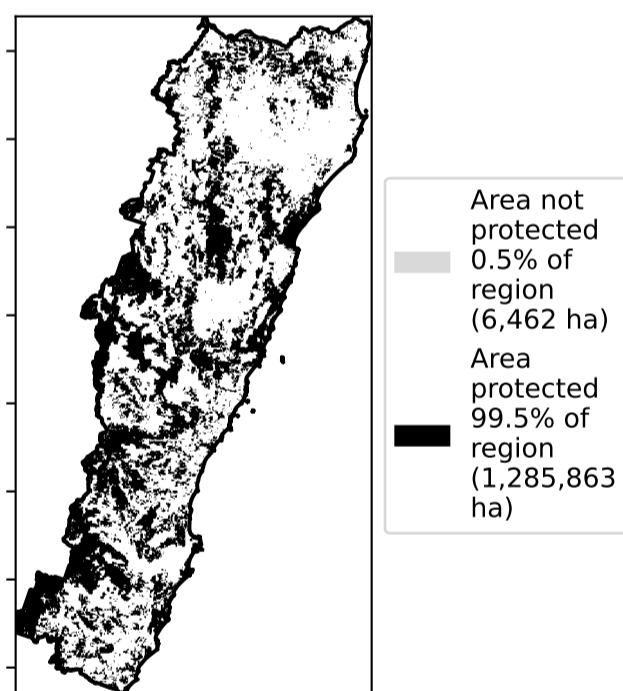 Area not
protected
0.5% of
region
(6,462 ha)
Area
protected
99.5% of
region
(1,285,863
ha)